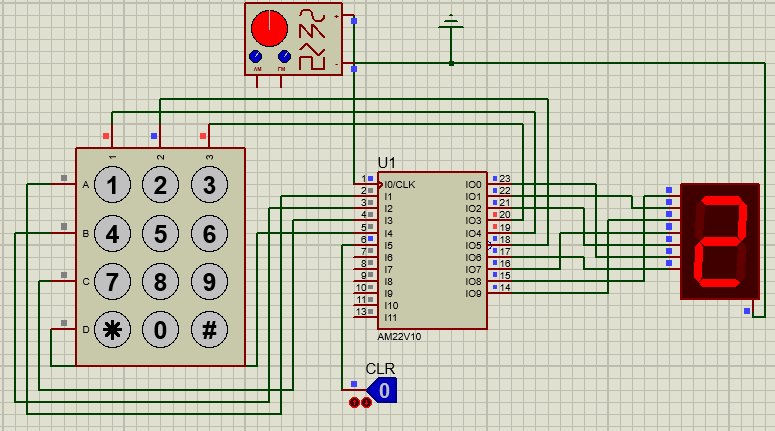 +
-
AM FM
1 2 3
A 1 2 3
B 4 5 6
C 7 8 9
D * 0 #
U1
1 I0/CLK IO0 23
2 I1 IO1 22
3 I2 IO2 21
4 I3 IO3 20
5 I4 IO4 19
6 I5 IO5 18
7 I6 IO6 17
8 I7 IO7 16
9 I8 IO8 15
10 I9 IO9 14
11 I10
13 I11
AM22V10
CLR
0
2